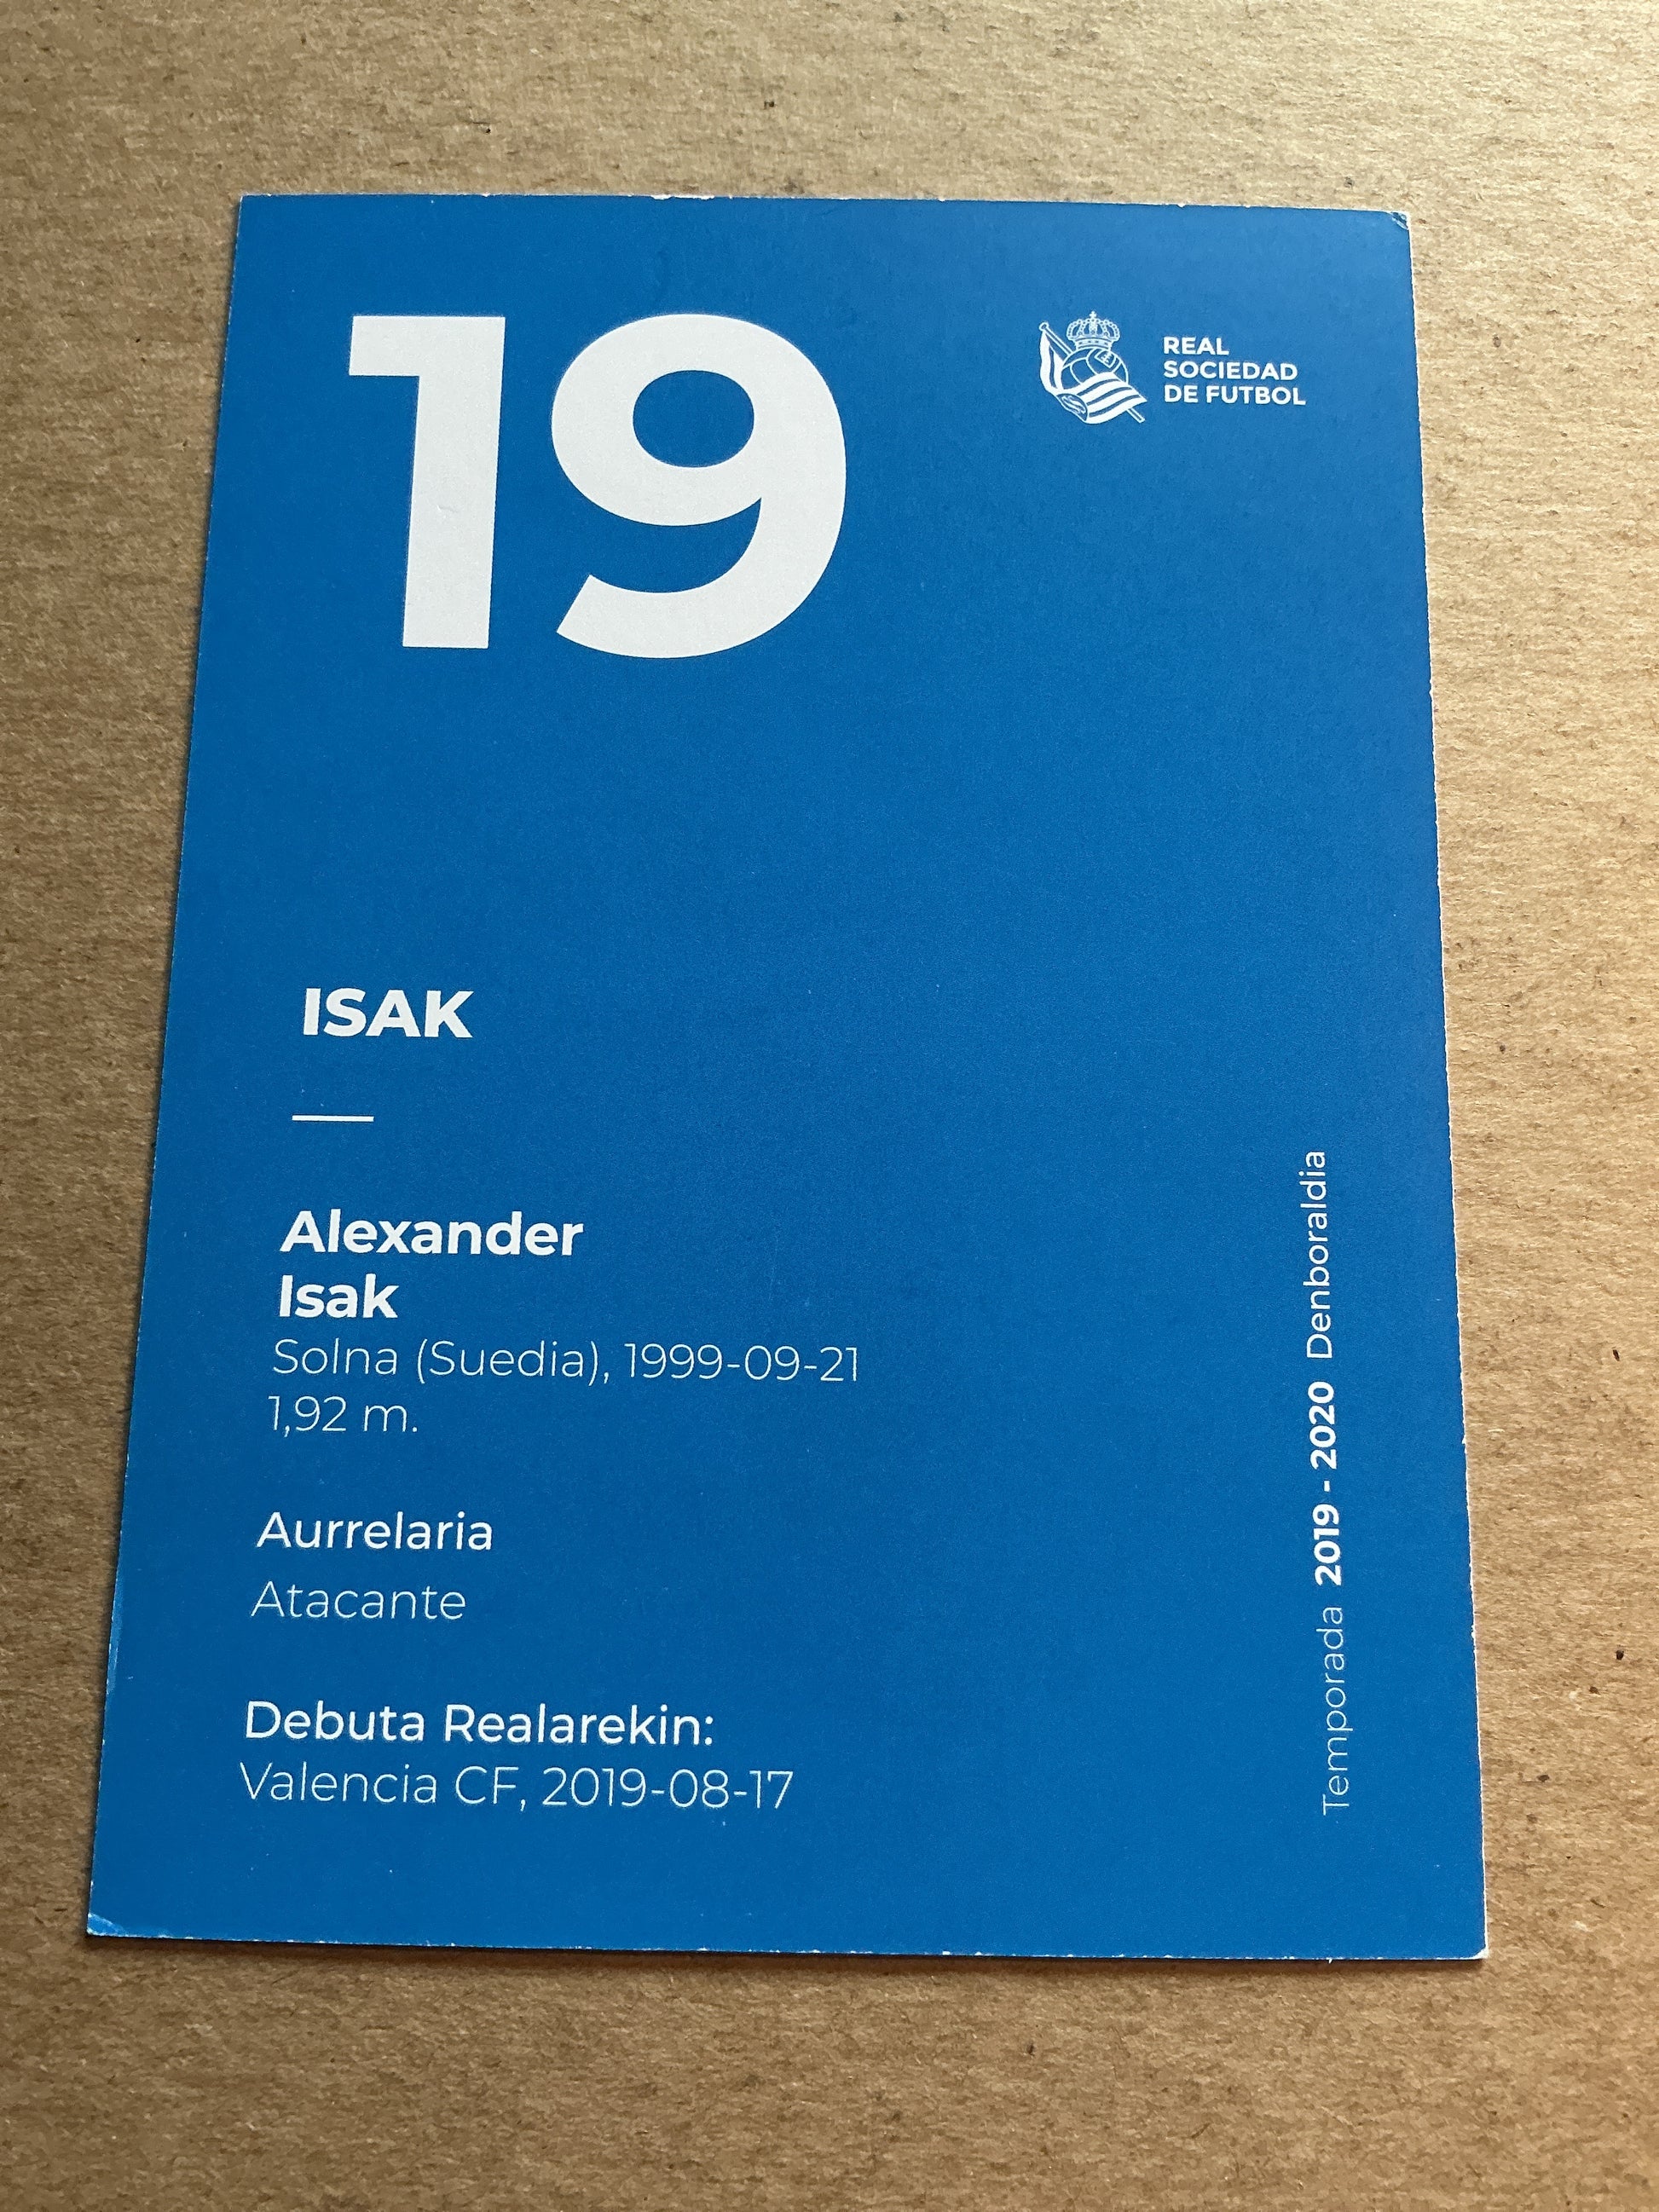 19
REAL
SOCIEDAD
DE FUTBOL
ISAK
Alexander
Isak
Solna (Suedia), 1999-09-21
1,92 m.
Aurrelaria
Atacante
Debuta Realarekin:
Valencia CF, 2019-08-17
Temporada 2019 - 2020 Denboraldia